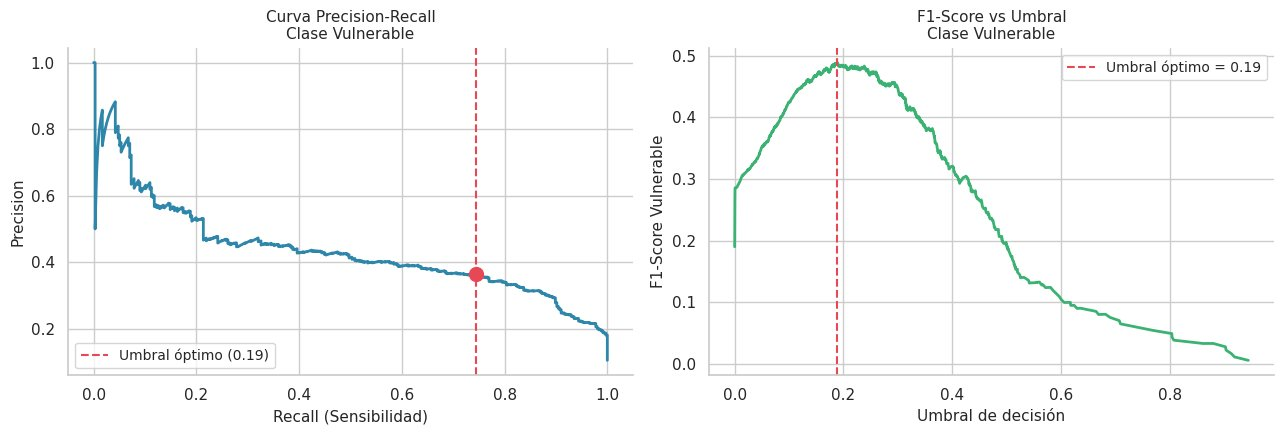 Curva Precision-Recall
Clase Vulnerable
Precision
1.0
0.8
0.6
0.4
0.2
Umbral óptimo (0.19)
0.0 0.2 0.4 0.6 0.8 1.0
Recall (Sensibilidad)
F1-Score vs Umbral
Clase Vulnerable
F1-Score Vulnerable
0.5
0.4
0.3
0.2
0.1
0.0
Umbral óptimo = 0.19
0.0 0.2 0.4 0.6 0.8
Umbral de decisión